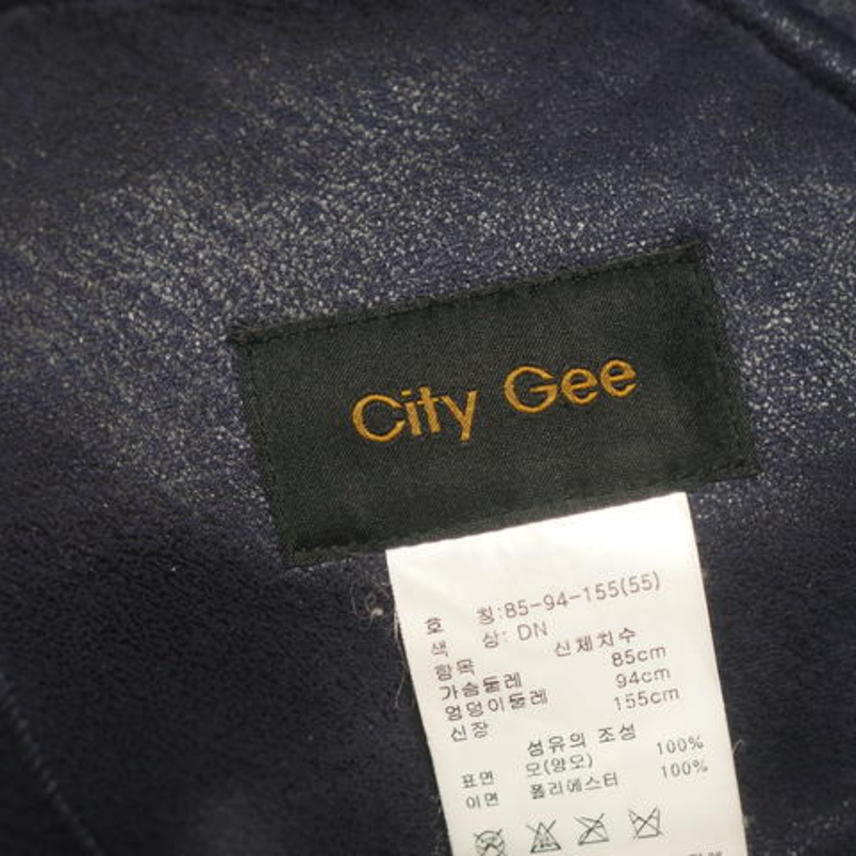 City Gee
호 칭:85-94-155(55)
색 상: DN
항목 신체치수
가슴둘레 85cm
엉덩이둘레 94cm
신장 155cm
섬유의 조성
표면 모(양모) 100%
이면 폴리에스터 100%